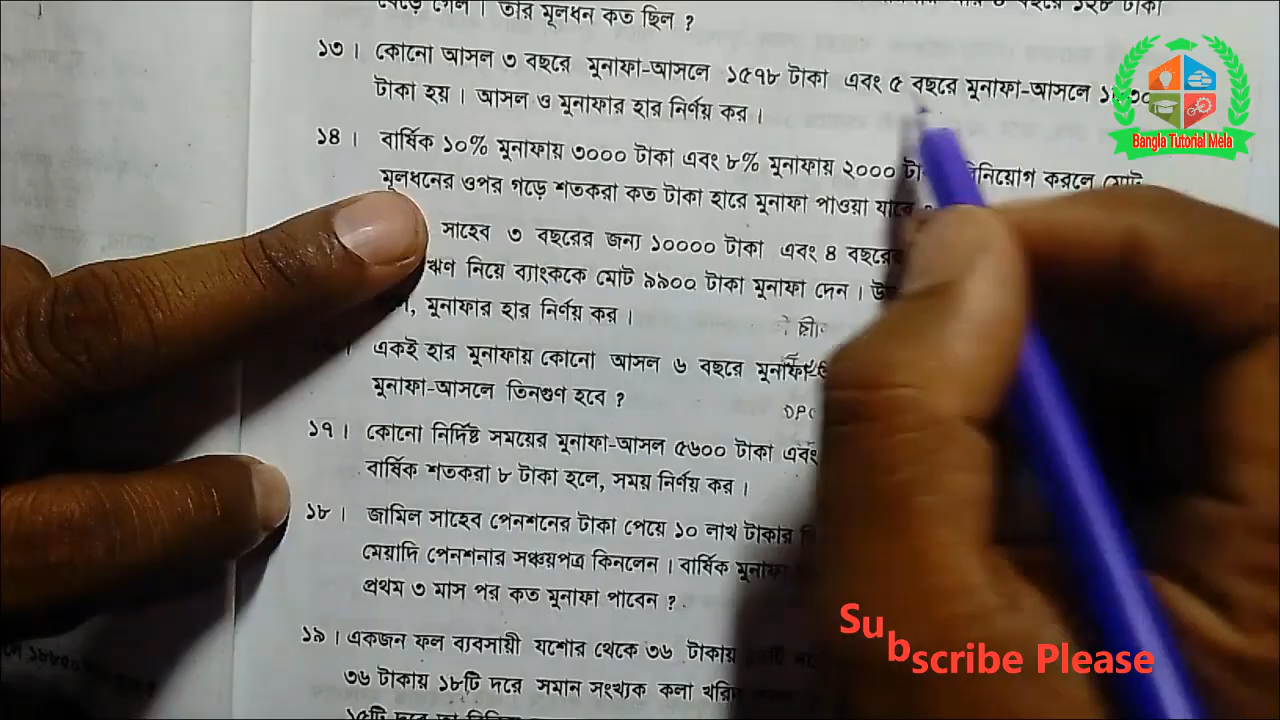 বেড়ে গেল। তার মূলধন কত ছিল ?
বছরে ১২৮ টাকা
১৩। কোনো আসল ৩ বছরে মুনাফা-আসলে ১৫৭৮ টাকা এবং ৫ বছরে মুনাফা-আসলে
টাকা হয়। আসল ও মুনাফার হার নির্ণয় কর।
১৪। বার্ষিক ১০% মুনাফায় ৩০০০ টাকা এবং ৮% মুনাফায় ২০০০ বিনিয়োগ করলে মোট
মূলধনের ওপর গড়ে শতকরা কত টাকা হারে মুনাফা পাওয়া যাবে ?
সাহেব ৩ বছরের জন্য ১০০০০ টাকা এবং ৪ বছরের
ঋণ নিয়ে ব্যাংককে মোট ৯৯০০ টাকা মুনাফা দেন।
মুনাফার হার নির্ণয় কর।
একই হার মুনাফায় কোনো আসল ৬ বছরে
মুনাফা-আসলে তিনগুণ হবে ?
১৭। কোনো নির্দিষ্ট সময়ের মুনাফা-আসল ৫৬০০ টাকা এবং
বার্ষিক শতকরা ৮ টাকা হলে, সময় নির্ণয় কর।
১৮। জামিল সাহেব পেনশনের টাকা পেয়ে ১০ লাখ টাকার
মেয়াদি পেনশনার সঞ্চয়পত্র কিনলেন। বার্ষিক মুনাফা
প্রথম ৩ মাস পর কত মুনাফা পাবেন ?
১৯। একজন ফল ব্যবসায়ী যশোর থেকে ৩৬ টাকায়
৩৬ টাকায় ১৮টি দরে সমান সংখ্যক কলা
Bangla Tutorial Mela
Subscribe Please